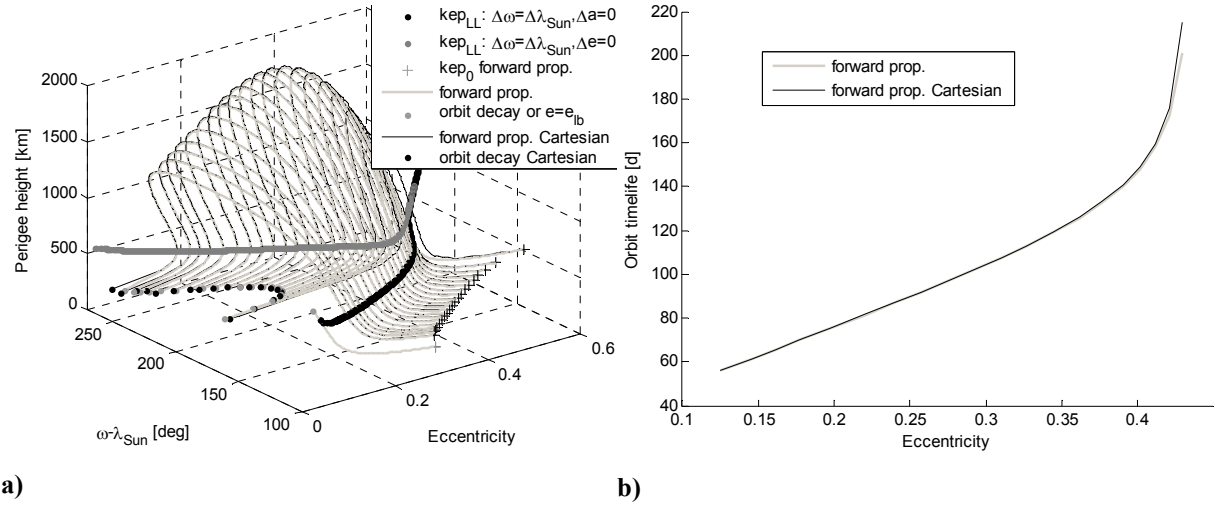 kep_LL: Δω=Δλ_Sun,Δa=0
kep_LL: Δω=Δλ_Sun,Δe=0
kep_0 forward prop.
forward prop.
orbit decay or e=e_lb
forward prop. Cartesian
orbit decay Cartesian
2000
1500
1000
500
0
Perigee height [km]
250
200
150
100
ω-λ_Sun [deg]
0
0.2
0.4
0.6
Eccentricity
a)
220
200
180
160
140
120
100
80
60
40
Orbit timelife [d]
forward prop.
forward prop. Cartesian
0.1
0.15
0.2
0.25
0.3
0.35
0.4
Eccentricity
b)